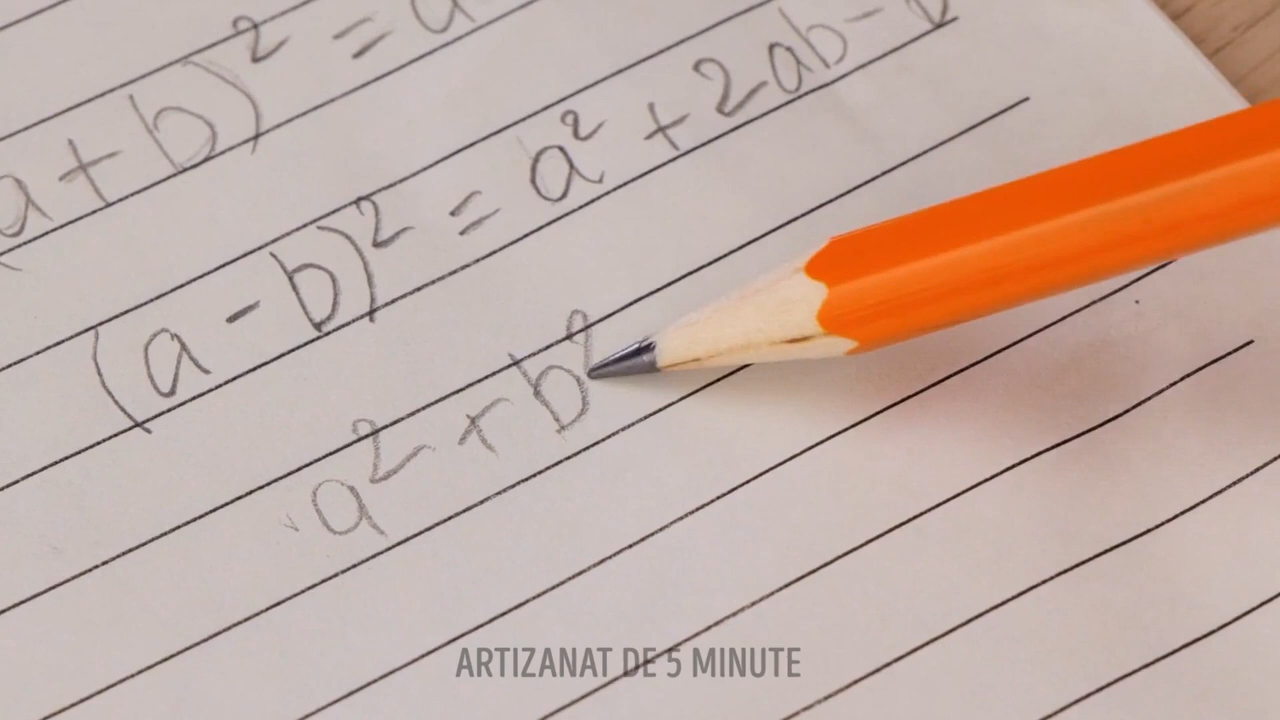 a + b)² = a
(a - b)² = a² + 2ab -
a² + b²
ARTIZANAT DE 5 MINUTE